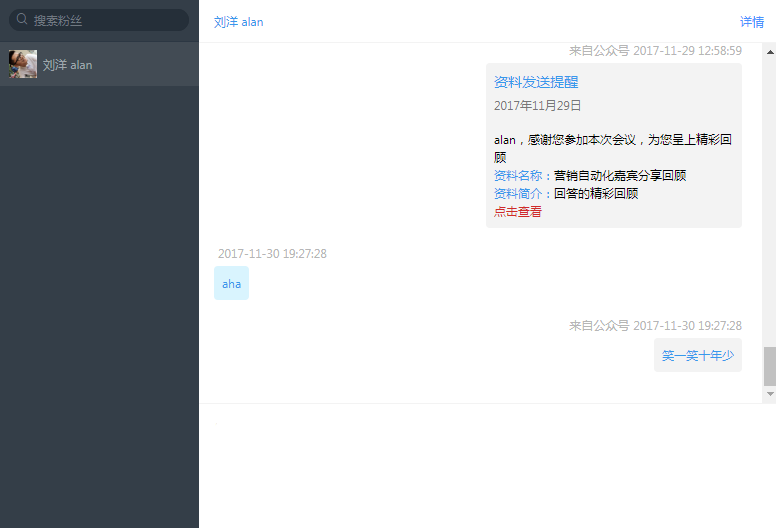 搜索粉丝
刘洋 alan
刘洋 alan
详情
来自公众号 2017-11-29 12:58:59
资料发送提醒
2017年11月29日
alan，感谢您参加本次会议，为您呈上精彩回
顾
资料名称：营销自动化嘉宾分享回顾
资料简介：回答的精彩回顾
点击查看
2017-11-30 19:27:28
aha
来自公众号 2017-11-30 19:27:28
笑一笑十年少